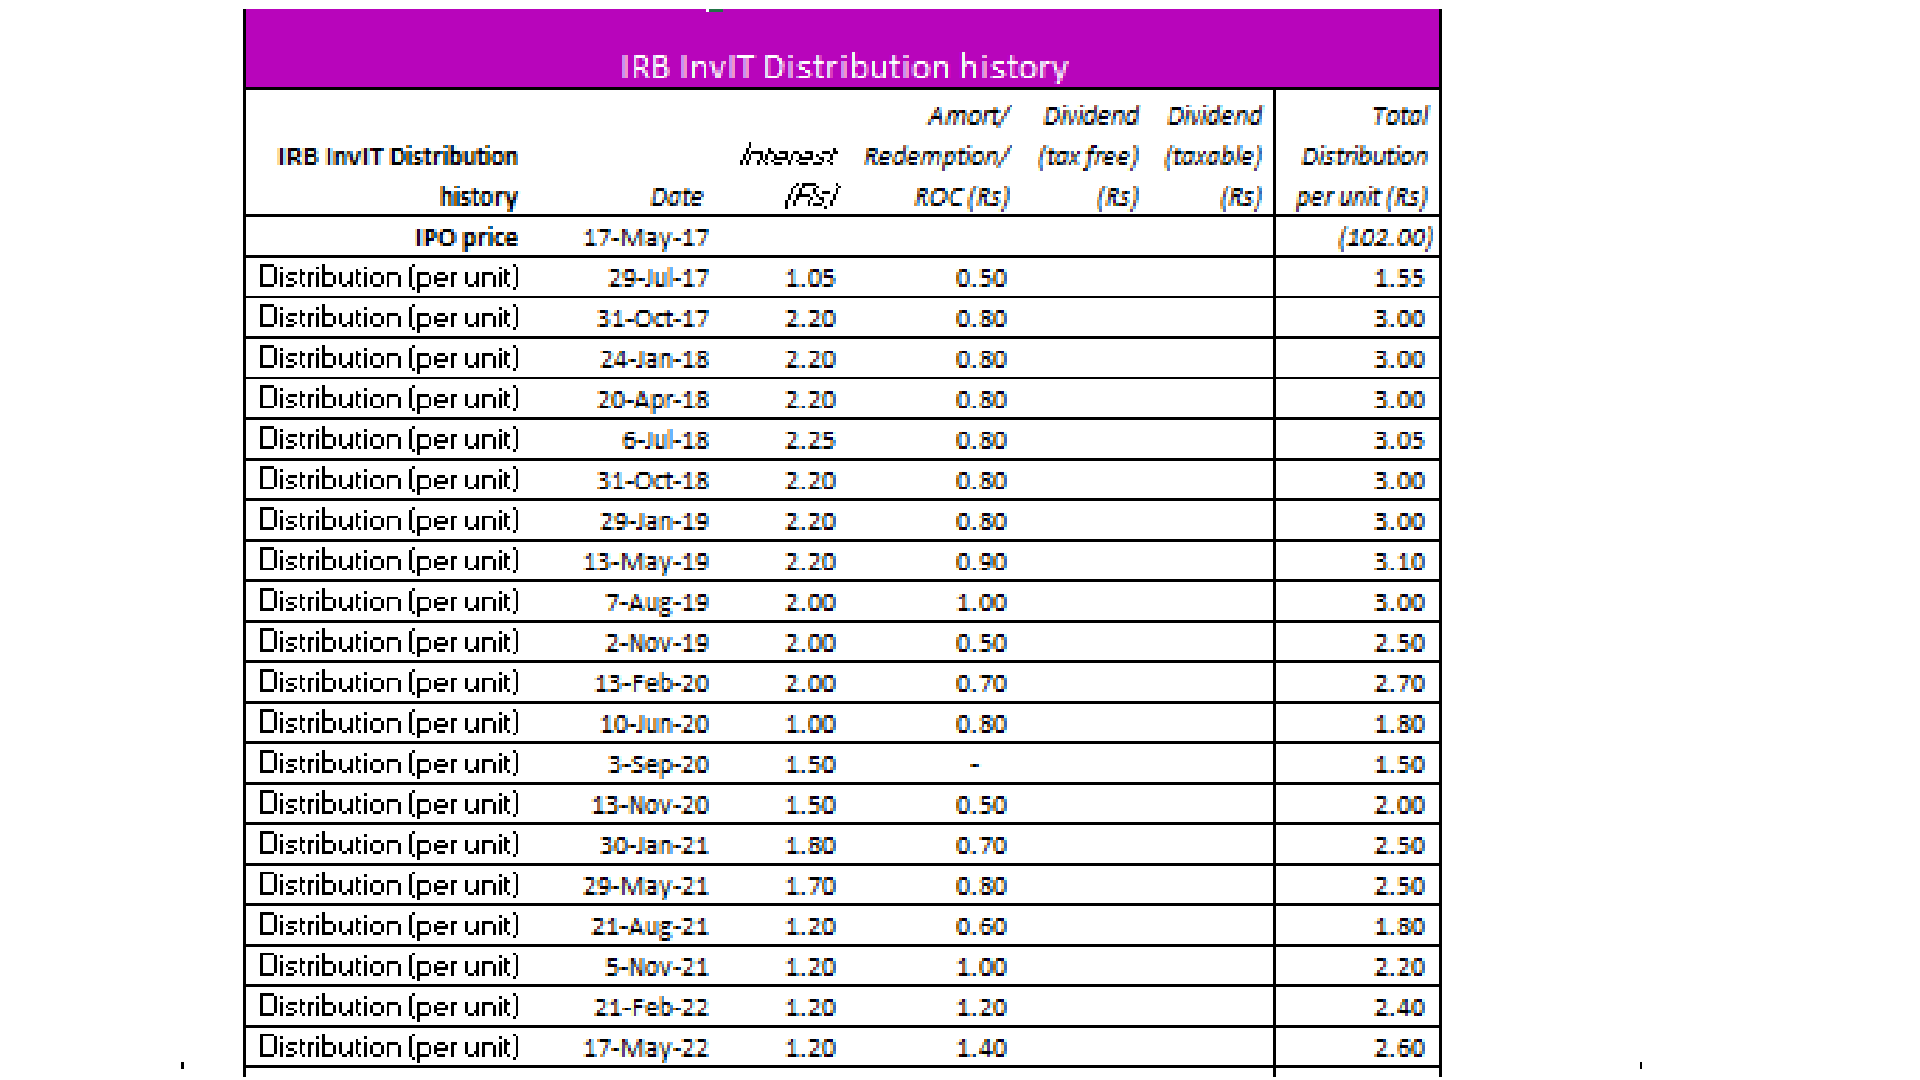 IRB InvIT Distribution history
IRB InvIT Distribution history Date Interest (Rs) Amort/ Redemption/ ROC (Rs) Dividend (tax free) (Rs) Dividend (taxable) (Rs) Total Distribution per unit (Rs)
IPO price 17-May-17 (102.00)
Distribution (per unit) 29-Jul-17 1.05 0.50 1.55
Distribution (per unit) 31-Oct-17 2.20 0.80 3.00
Distribution (per unit) 24-Jan-18 2.20 0.80 3.00
Distribution (per unit) 20-Apr-18 2.20 0.80 3.00
Distribution (per unit) 6-Jul-18 2.25 0.80 3.05
Distribution (per unit) 31-Oct-18 2.20 0.80 3.00
Distribution (per unit) 29-Jan-19 2.20 0.80 3.00
Distribution (per unit) 13-May-19 2.20 0.90 3.10
Distribution (per unit) 7-Aug-19 2.00 1.00 3.00
Distribution (per unit) 2-Nov-19 2.00 0.50 2.50
Distribution (per unit) 13-Feb-20 2.00 0.70 2.70
Distribution (per unit) 10-Jun-20 1.00 0.80 1.80
Distribution (per unit) 3-Sep-20 1.50 - 1.50
Distribution (per unit) 13-Nov-20 1.50 0.50 2.00
Distribution (per unit) 30-Jan-21 1.80 0.70 2.50
Distribution (per unit) 29-May-21 1.70 0.80 2.50
Distribution (per unit) 21-Aug-21 1.20 0.60 1.80
Distribution (per unit) 5-Nov-21 1.20 1.00 2.20
Distribution (per unit) 21-Feb-22 1.20 1.20 2.40
Distribution (per unit) 17-May-22 1.20 1.40 2.60